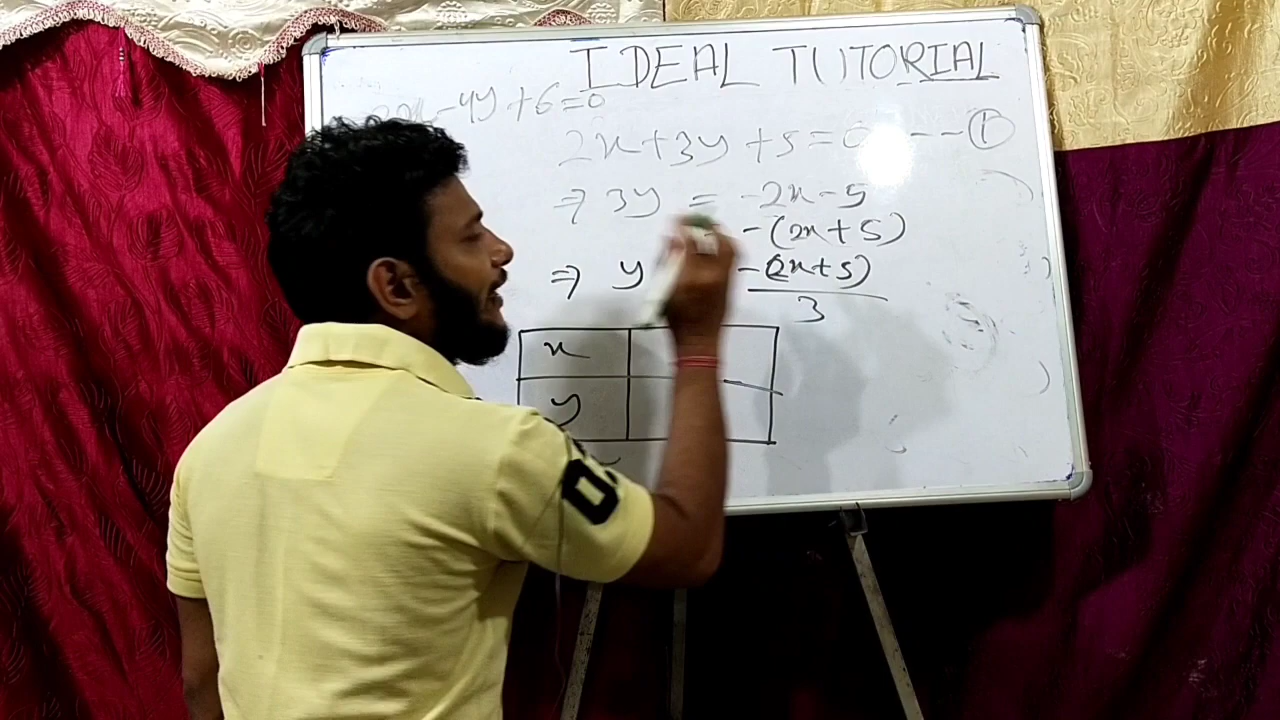 IDEAL TUTORIAL
-4y+6=0
2x+3y+5=0 ---①
⇒ 3y = -2x-5
-(2x+5)
⇒ y -(2x+5)
3
x
y
D.